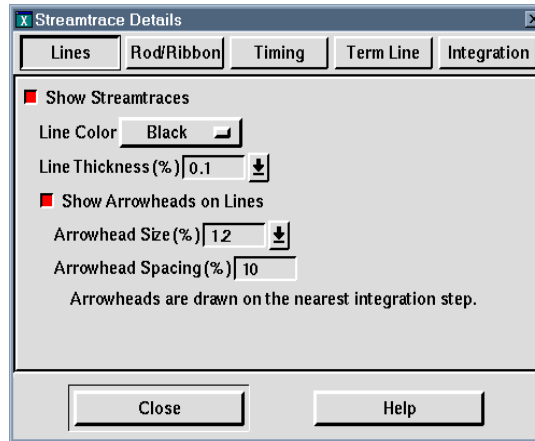 Streamtrace Details
Lines Rod/Ribbon Timing Term Line Integration
Show Streamtraces
Line Color Black
Line Thickness (%) 0.1
Show Arrowheads on Lines
Arrowhead Size (%) 1.2
Arrowhead Spacing (%) 10
Arrowheads are drawn on the nearest integration step.
Close Help